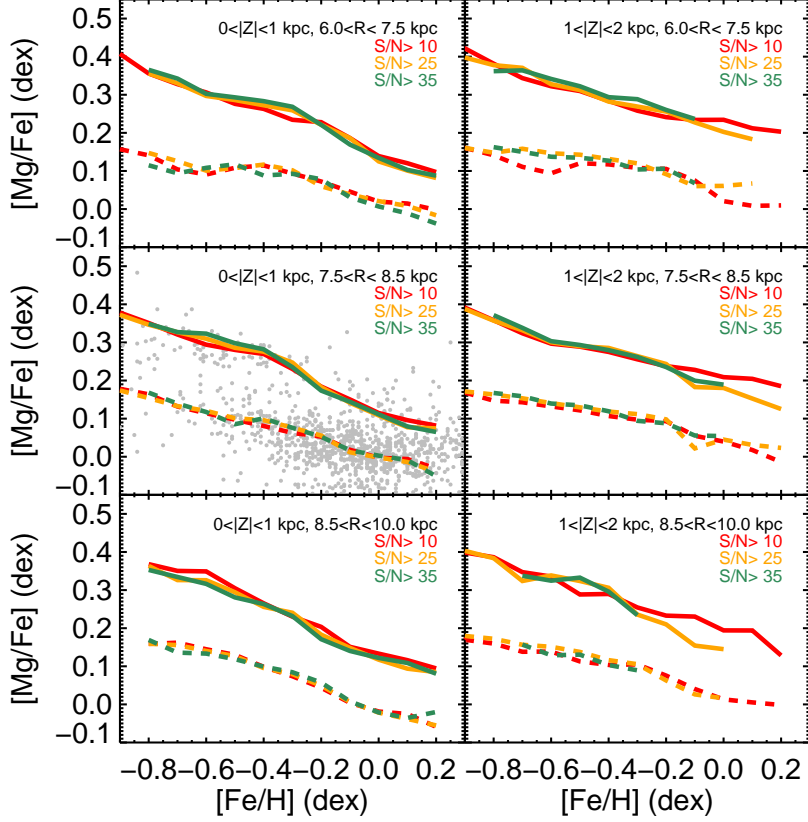 0<|Z|<1 kpc, 6.0<R< 7.5 kpc
S/N> 10
S/N> 25
S/N> 35
1<|Z|<2 kpc, 6.0<R< 7.5 kpc
S/N> 10
S/N> 25
S/N> 35
[Mg/Fe] (dex)
0.5
0.4
0.3
0.2
0.1
0.0
−0.1
0<|Z|<1 kpc, 7.5<R< 8.5 kpc
S/N> 10
S/N> 25
S/N> 35
1<|Z|<2 kpc, 7.5<R< 8.5 kpc
S/N> 10
S/N> 25
S/N> 35
[Mg/Fe] (dex)
0.5
0.4
0.3
0.2
0.1
0.0
−0.1
0<|Z|<1 kpc, 8.5<R<10.0 kpc
S/N> 10
S/N> 25
S/N> 35
1<|Z|<2 kpc, 8.5<R<10.0 kpc
S/N> 10
S/N> 25
S/N> 35
[Mg/Fe] (dex)
0.5
0.4
0.3
0.2
0.1
0.0
−0.1
−0.8 −0.6 −0.4 −0.2 0.0 0.2
−0.8 −0.6 −0.4 −0.2 0.0 0.2
[Fe/H] (dex)
[Fe/H] (dex)